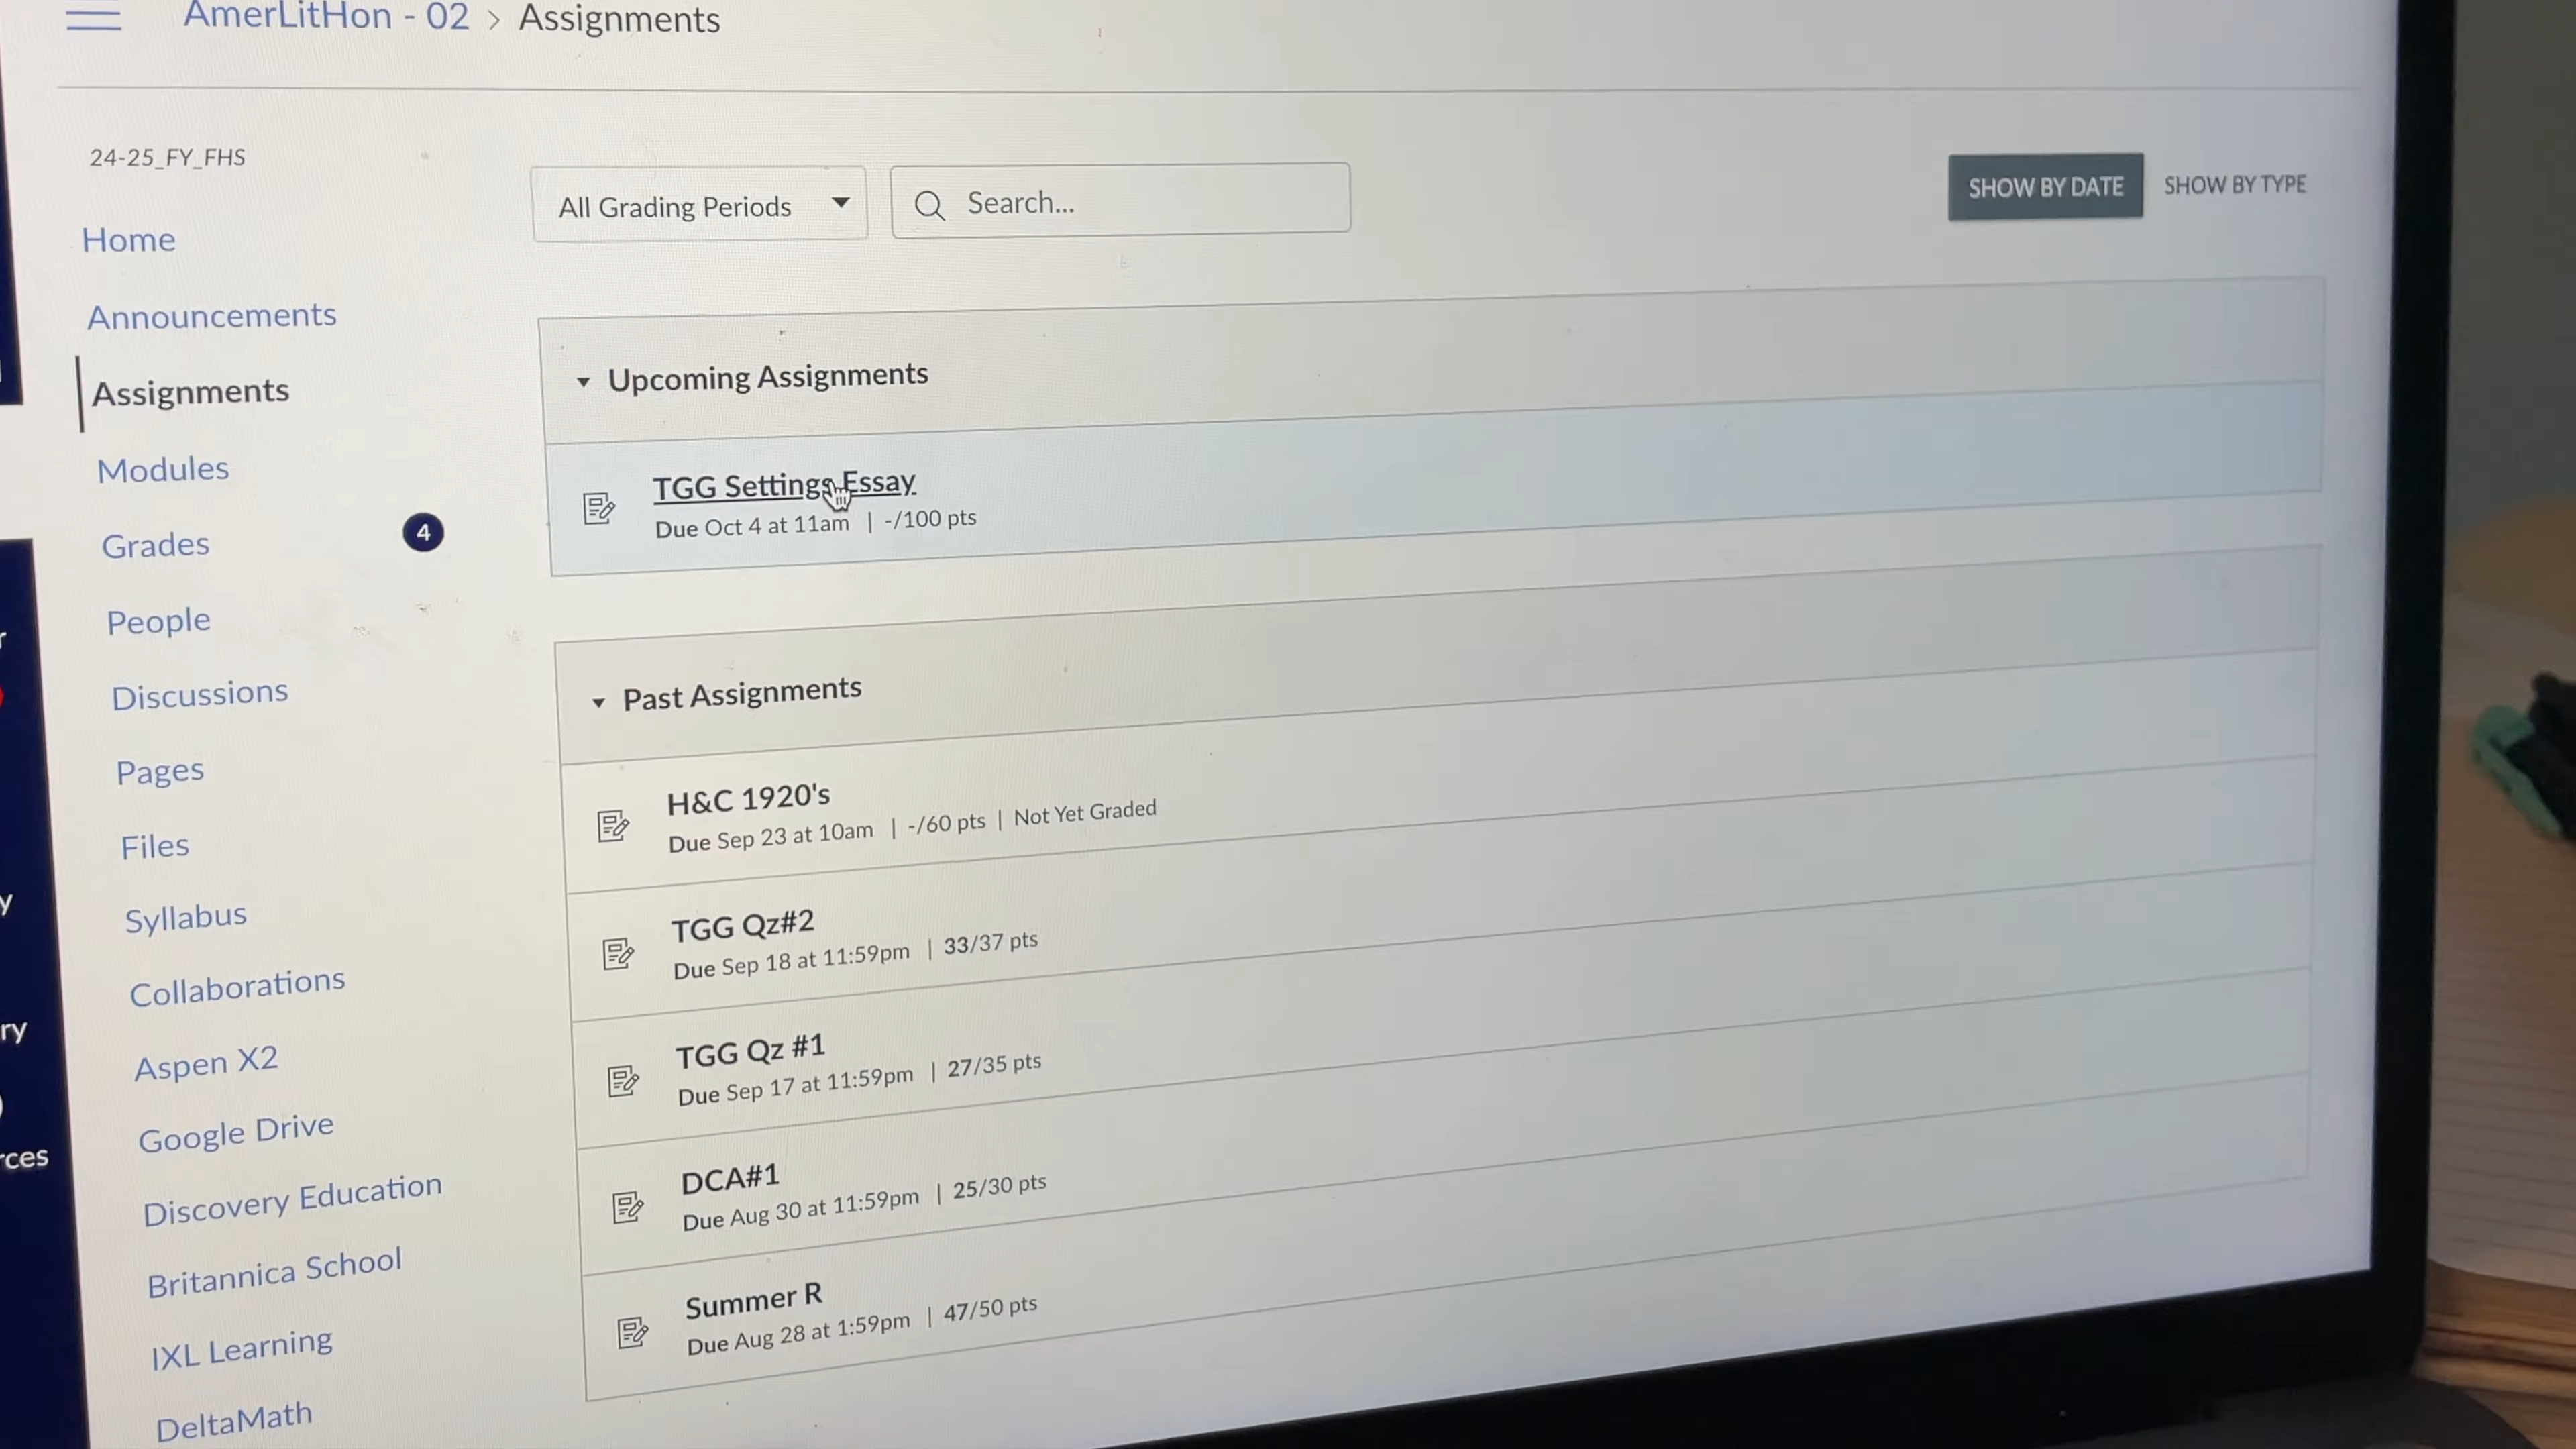 AmerLitHon - 02 > Assignments
24-25_FY_FHS
Home
Announcements
Assignments
Modules
Grades
4
People
Discussions
Pages
Files
Syllabus
Collaborations
Aspen X2
Google Drive
Discovery Education
Britannica School
IXL Learning
DeltaMath
All Grading Periods
Search...
SHOW BY DATE
SHOW BY TYPE
Upcoming Assignments
TGG Settings Essay
Due Oct 4 at 11am | -/100 pts
Past Assignments
H&C 1920's
Due Sep 23 at 10am | -/60 pts | Not Yet Graded
TGG Qz#2
Due Sep 18 at 11:59pm | 33/37 pts
TGG Qz #1
Due Sep 17 at 11:59pm | 27/35 pts
DCA#1
Due Aug 30 at 11:59pm | 25/30 pts
Summer R
Due Aug 28 at 1:59pm | 47/50 pts